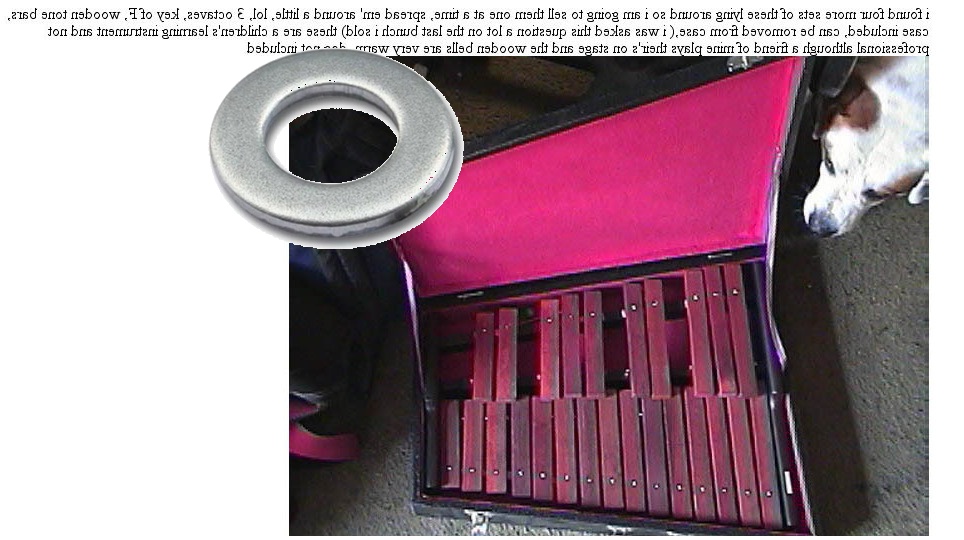 i found four more sets of these lying around so i am going to sell them one at a time, spread em' around a little, lol, 3 octaves, key of F, wooden tone bars,
case included, can be removed from case,( i was asked this question a lot on the last bunch i sold) these are a children's learning instrument and not
professional although a friend of mine plays their's on stage and the wooden bells are very warm, does not included